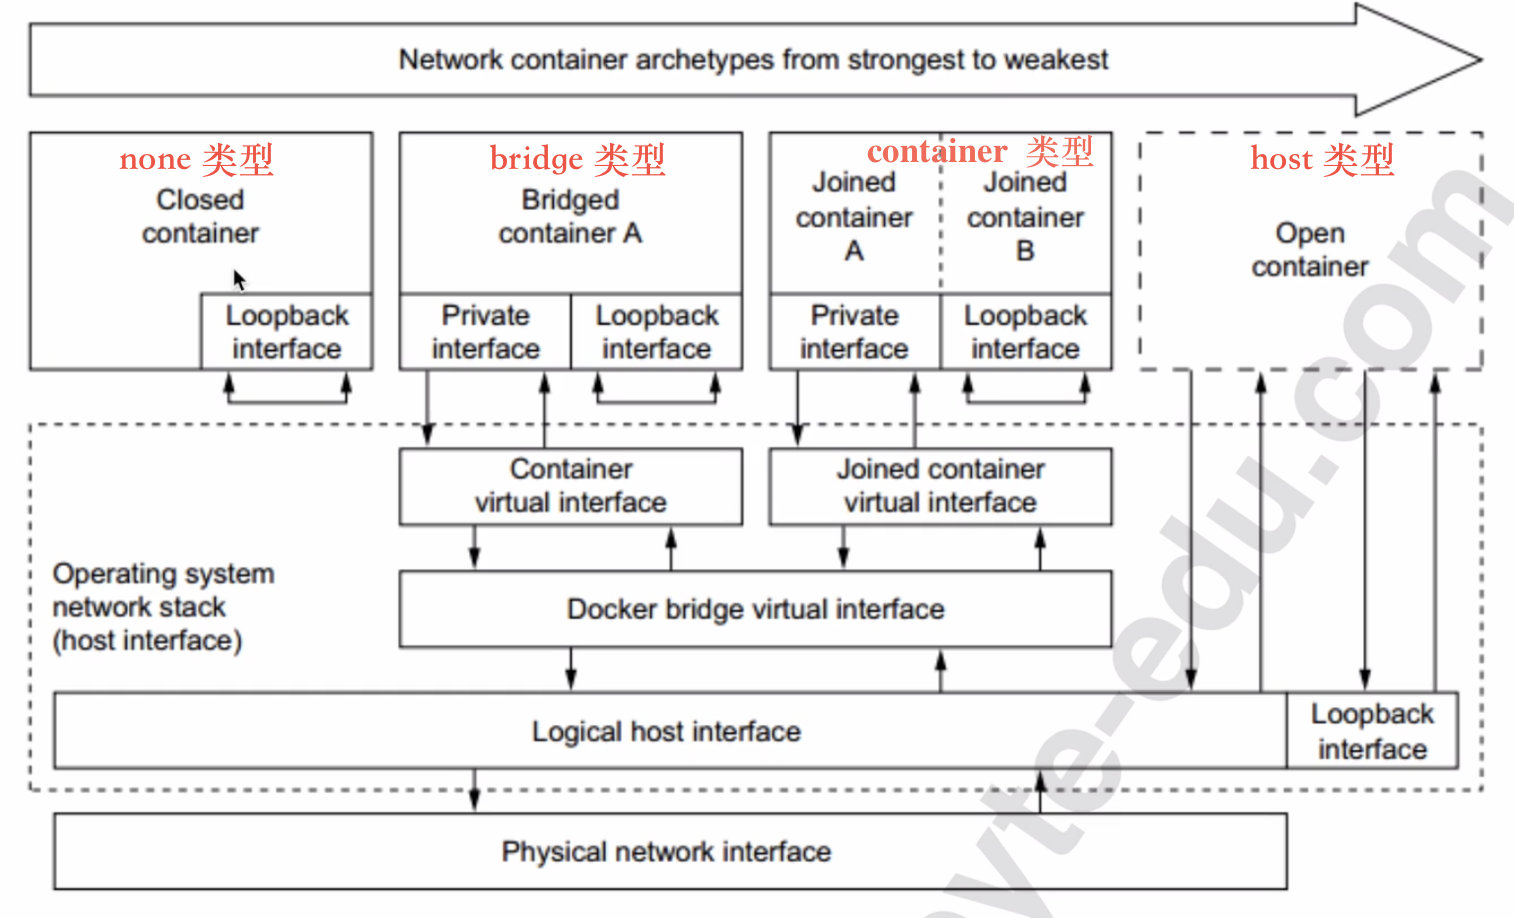 Network container archetypes from strongest to weakest
none 类型
Closed
container
Loopback
interface
bridge 类型
Bridged
container A
Private
interface
Loopback
interface
container 类型
Joined
container
A
Joined
container
B
Private
interface
Loopback
interface
host 类型
Open
container
Container
virtual interface
Joined container
virtual interface
Operating system
network stack
(host interface)
Docker bridge virtual interface
Logical host interface
Loopback
interface
Physical network interface
yte-edu.com